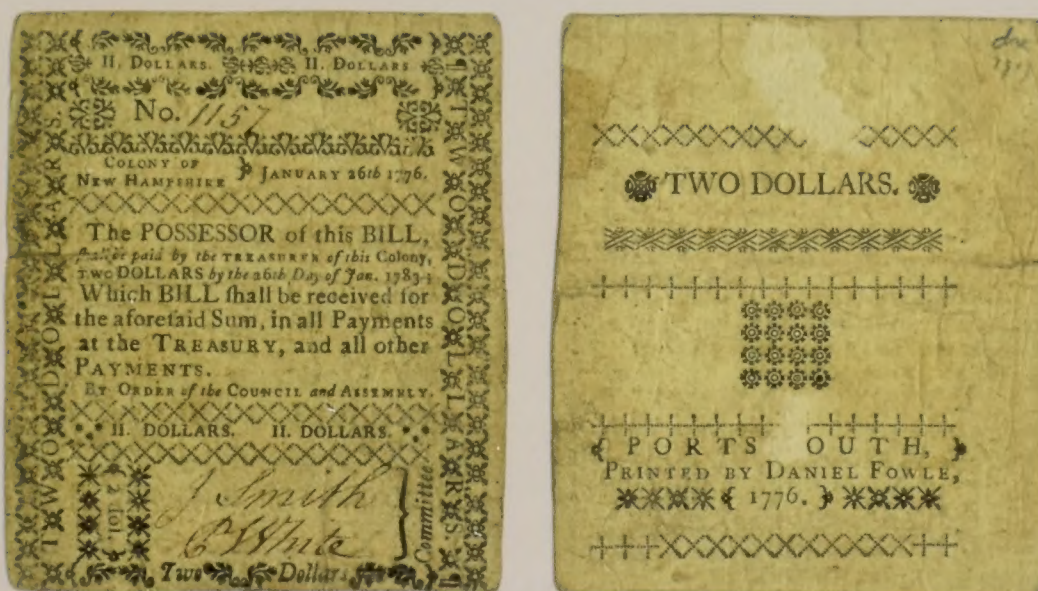 II. DOLLARS. II. DOLLARS
No. 1157
COLONY OF
NEW HAMPSHIRE } JANUARY 26th 1776.
The POSSESSOR of this BILL,
shall be paid by the TREASURER of this Colony,
TWO DOLLARS by the 26th Day of Jan. 1783;
Which BILL ſhall be received for
the aforeſaid Sum, in all Payments
at the TREASURY, and all other
PAYMENTS.
BY ORDER of the COUNCIL and ASSEMBLY.
II. DOLLARS. II. DOLLARS.
2 dol.
J Smith
P White
Committee.
Two Dollars
TWO DOLLARS.
TWO DOLLARS.
TWO DOLLARS.
PORTS OUTH,
PRINTED BY DANIEL FOWLE,
{ 1776. }